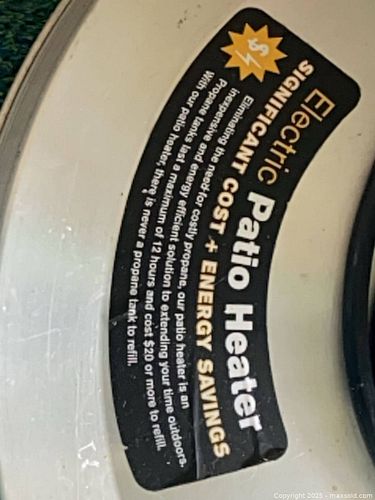 $
Electric Patio Heater
SIGNIFICANT COST + ENERGY SAVINGS
Eliminating the need for costly propane, our patio heater is an
inexpensive and energy efficient solution to extending your time outdoors.
Propane tanks last a maximum of 12 hours and cost $20 or more to refill.
With our patio heater, there is never a propane tank to refill.
Copyright 2025 - www.maxsold.com